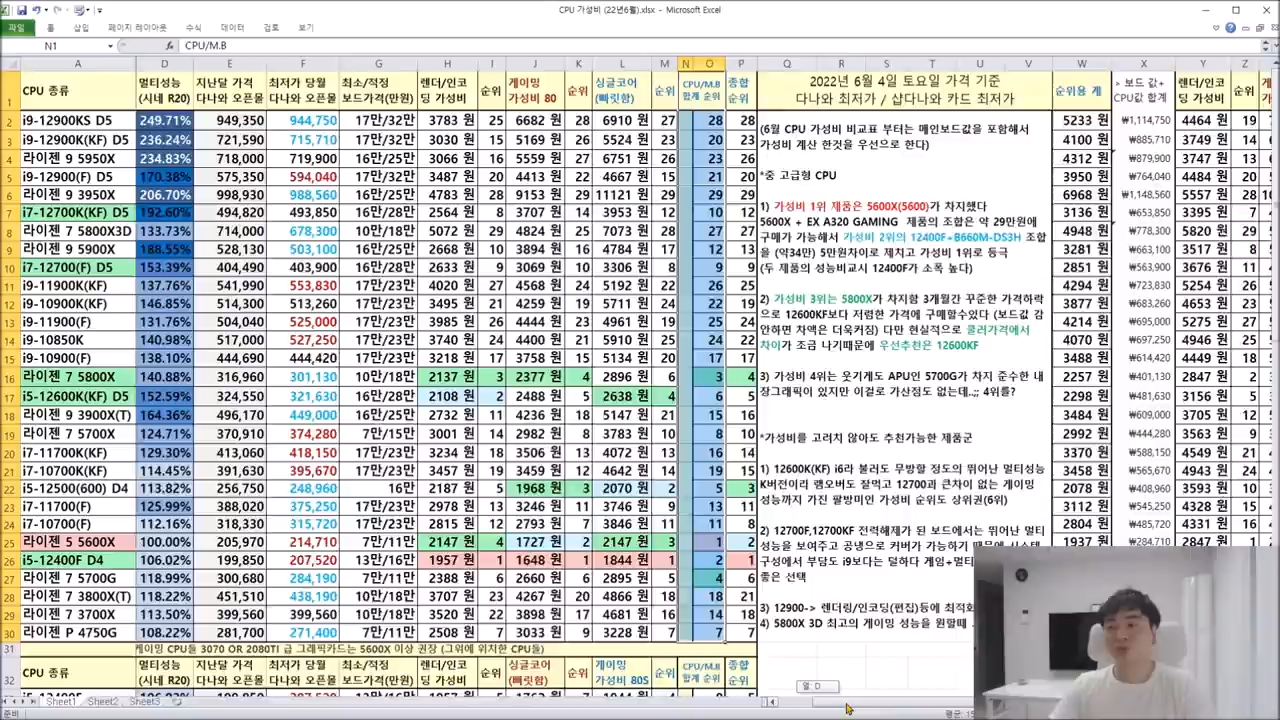 CPU 가성비 (22년6월).xlsx - Microsoft Excel
파일 홈 삽입 페이지 레이아웃 수식 데이터 검토 보기
N1 fx CPU/M.B
A D E F G H I J K L M N O P Q R S T U V W X Y Z
1 CPU 종류 멀티성능 (시네 R20) 지난달 가격 다나와 오픈몰 최저가 당월 다나와 오픈몰 최소/적정 보드가격(만원) 렌더/인코딩 가성비 순위 게이밍 가성비 80 순위 싱글코어 (빠릿함) 순위 CPU/M.B 합계 순위 종합 순위 2022년 6월 4일 토요일 가격 기준 다나와 최저가 / 샵다나와 카드 최저가 순위용 계 > 보드 값+ CPU값 합계 렌더/인코딩 가성비 순위
2 i9-12900KS D5 249.71% 949,350 944,750 17만/32만 3783 원 25 6682 원 28 6910 원 27 28 28 5233 원 ₩1,114,750 4464 원 19
3 i9-12900K(KF) D5 236.24% 721,590 715,710 17만/32만 3030 원 15 5169 원 26 5524 원 23 20 23 4100 원 ₩885,710 3749 원 14
4 라이젠 9 5950X 234.83% 718,000 719,900 16만/25만 3066 원 16 5559 원 27 6751 원 26 23 26 4312 원 ₩879,900 3747 원 13
5 i9-12900(F) D5 170.38% 575,350 594,040 17만/32만 3487 원 20 4413 원 22 4667 원 15 21 20 3950 원 ₩764,040 4484 원 20
6 라이젠 9 3950X 206.70% 998,930 988,560 16만/25만 4783 원 28 9153 원 29 11121 원 29 29 29 6968 원 ₩1,148,560 5557 원 28
7 i7-12700K(KF) D5 192.60% 494,820 493,850 16만/28만 2564 원 8 3707 원 14 3953 원 12 10 12 3136 원 ₩653,850 3395 원 7
8 라이젠 7 5800X3D 133.73% 714,000 678,300 10만/25만 5072 원 29 4824 원 25 7073 원 28 27 27 4948 원 ₩778,300 5820 원 29
9 라이젠 9 5900X 188.55% 528,130 503,100 16만/25만 2668 원 10 3894 원 17 4784 원 17 12 13 3281 원 ₩663,100 3517 원 8
10 i7-12700(F) D5 153.39% 404,490 403,900 16만/28만 2633 원 9 3069 원 10 3306 원 8 9 9 2851 원 ₩563,900 3676 원 11
11 i9-11900K(KF) 137.76% 541,990 553,830 17만/32만 4020 원 27 4568 원 24 5192 원 22 26 25 4294 원 ₩723,830 5254 원 25
12 i9-10900K(KF) 146.85% 514,300 513,260 17만/32만 3495 원 21 4259 원 19 5711 원 24 22 19 3877 원 ₩683,260 4653 원 23
13 i9-11900(F) 131.76% 504,040 525,000 17만/23만 3985 원 26 4444 원 23 4961 원 19 25 24 4214 원 ₩695,000 5275 원 26
14 i9-10850K 140.98% 517,000 527,250 17만/32만 3740 원 24 4400 원 21 5910 원 25 24 22 4070 원 ₩697,250 4946 원 24
15 i9-10900(F) 138.10% 444,690 444,420 17만/32만 3218 원 17 3758 원 15 5134 원 20 17 17 3488 원 ₩614,420 4449 원 18
16 라이젠 7 5800X 140.88% 316,960 301,130 10만/18만 2137 원 3 2377 원 4 2896 원 6 3 4 2257 원 ₩401,130 2847 원 2
17 i5-12600K(KF) D5 152.59% 324,550 321,630 16만/28만 2108 원 2 2488 원 5 2638 원 4 6 5 2298 원 ₩481,630 3156 원 5
18 라이젠 9 3900X(T) 164.36% 496,170 449,000 16만/25만 2732 원 11 4236 원 18 5147 원 21 15 16 3484 원 ₩609,000 3705 원 12
19 라이젠 7 5700X 124.71% 370,910 374,280 7만/15만 3001 원 14 2982 원 8 3783 원 10 8 10 2992 원 ₩444,280 3563 원 9
20 i7-11700K(KF) 129.30% 413,060 418,150 17만/23만 3234 원 18 3506 원 13 4072 원 13 16 14 3370 원 ₩588,150 4549 원 21
21 i7-10700K(KF) 114.45% 391,630 395,670 17만/23만 3457 원 19 3459 원 12 4642 원 14 19 15 3458 원 ₩565,670 4943 원 23
22 i5-12500(600) D4 113.82% 256,750 248,960 16만 2187 원 5 1968 원 3 2070 원 2 5 3 2078 원 ₩408,960 3593 원 10
23 i7-11700(F) 125.99% 388,020 375,250 17만/23만 2978 원 13 3246 원 11 3746 원 9 13 11 3112 원 ₩545,250 4328 원 15
24 i7-10700(F) 112.16% 318,330 315,720 17만/23만 2815 원 12 2793 원 7 3846 원 11 11 8 2804 원 ₩485,720 4331 원 16
25 라이젠 5 5600X 100.00% 205,970 214,710 7만/11만 2147 원 4 1727 원 2 2147 원 3 1 2 1937 원 ₩284,710 2847 원 1
26 i5-12400F D4 106.02% 199,850 207,520 13만/16만 1957 원 1 1648 원 1 1844 원 1 2 1
27 라이젠 7 5700G 118.99% 300,680 284,190 7만/11만 2388 원 6 2660 원 6 2895 원 5 4 6
28 라이젠 7 3800X(T) 118.22% 451,510 438,190 10만/18만 3707 원 23 4267 원 20 4866 원 18 18 21
29 라이젠 7 3700X 113.50% 399,560 399,560 10만/18만 3520 원 22 3898 원 17 4681 원 16 14 18
30 라이젠 P 4750G 108.22% 281,700 271,400 7만/11만 2508 원 7 3033 원 9 3228 원 7 7 7
(6월 CPU 가성비 비교표 부터는 메인보드값을 포함해서
가성비 계산 한것을 우선으로 한다)
*중 고급형 CPU
1) 가성비 1위 제품은 5600X(5600)가 차지했다
5600X + EX A320 GAMING 제품의 조합은 약 29만원에
구매가 가능해서 가성비 2위의 12400F+B660M-DS3H 조합
을 (약34만) 5만원차이로 제치고 가성비 1위로 등극
(두 제품의 성능비교시 12400F가 소폭 높다)
2) 가성비 3위는 5800X가 차지함 3개월간 꾸준한 가격하락
으로 12600KF보다 저렴한 가격에 구매할수있다 (보드값 감
안하면 차액은 더욱커짐) 다만 현실적으로 쿨러가격에서
차이가 조금 나기때문에 우선추천은 12600KF
3) 가성비 4위는 웃기게도 APU인 5700G가 차지 준수한 내
장그래픽이 있지만 이걸로 가산점도 없는데..;; 4위를?
*가성비를 고려치 않아도 추천가능한 제품군
1) 12600K(KF) i6라 불러도 무방할 정도의 뛰어난 멀티성능
K버전이라 램오버도 잘먹고 12700과 큰차이 없는 게이밍
성능까지 가진 팔방미인 가성비 순위도 상위권(6위)
2) 12700F,12700KF 전력해제가 된 보드에서는 뛰어난 멀티
성능을 보여주고 공냉으로 커버가 가능하기 때문에 시스템
구성에서 부담도 i9보다는 덜하다 게임+멀티
좋은 선택
3) 12900-> 렌더링/인코딩(편집)등에 최적화
4) 5800X 3D 최고의 게이밍 성능을 원할때
31 게이밍 CPU들 3070 OR 2080TI 급 그래픽카드는 5600X 이상 권장 (그위에 위치한 CPU들)
32 CPU 종류 멀티성능 (시네 R20) 지난달 가격 다나와 오픈몰 최저가 당월 다나와 오픈몰 최소/적정 보드가격(만원) 렌더/인코딩 가성비 순위 싱글코어 (빠릿함) 순위 게이밍 가성비 80S 순위 CPU/M.B 합계 순위 종합 순위
열: D
Sheet1 Sheet2 Sheet3
준비